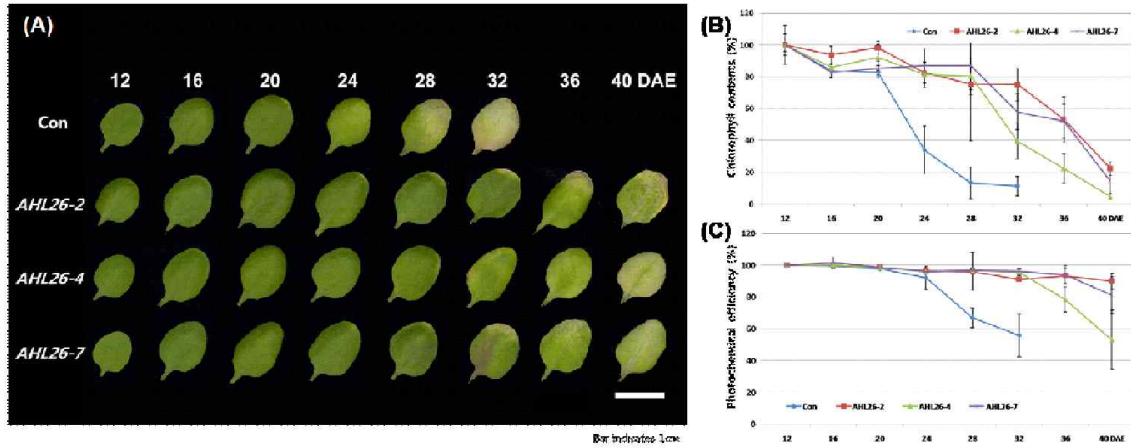 (A)
12 16 20 24 28 32 36 40 DAE
Con
AHL26-2
AHL26-4
AHL26-7
Bar indicates 1cm
(B)
Con AHL26-2 AHL26-4 AHL26-7
Chlorophyll contents (%)
120
100
80
60
40
20
0
12 16 20 24 28 32 36 40 DAE
(C)
Photochemical efficiency (%)
120
100
80
60
40
20
0
Con AHL26-2 AHL26-4 AHL26-7
12 16 20 24 28 32 36 40 DAE